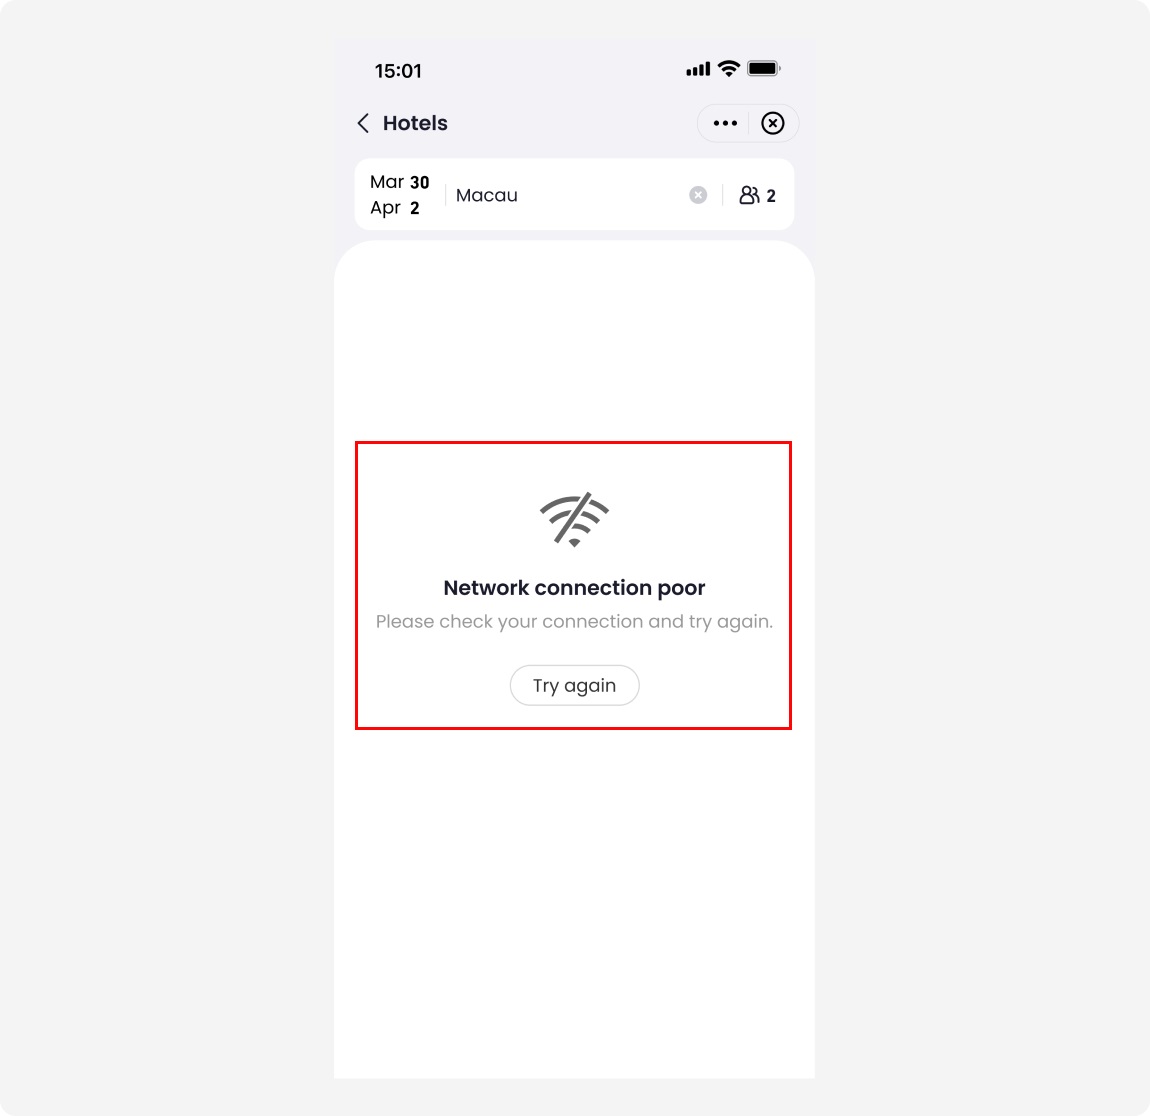 15:01
Hotels
Mar 30
Apr 2
Macau
2
Network connection poor
Please check your connection and try again.
Try again